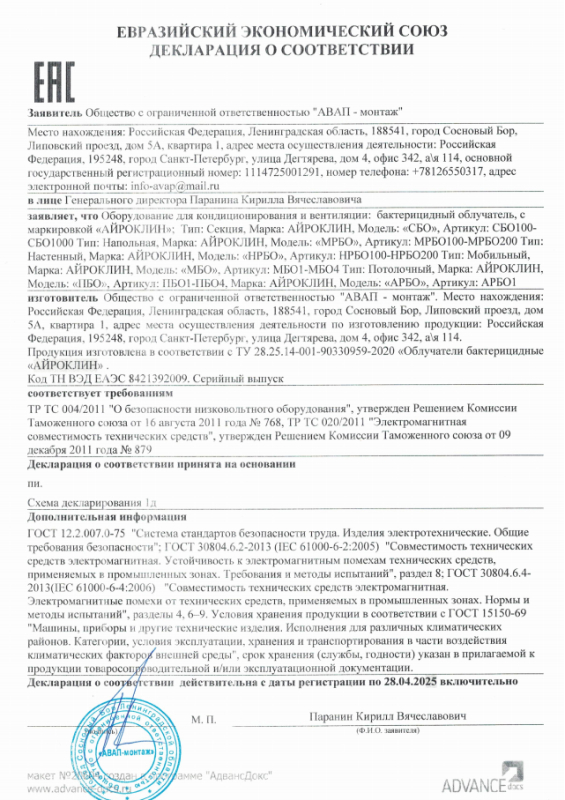 ЕВРАЗИЙСКИЙ ЭКОНОМИЧЕСКИЙ СОЮЗ
ДЕКЛАРАЦИЯ О СООТВЕТСТВИИ
ЕАС
Заявитель Общество с ограниченной ответственностью "АВАП - монтаж"
Место нахождения: Российская Федерация, Ленинградская область, 188541, город Сосновый Бор,
Липовский проезд, дом 5А, квартира 1, адрес места осуществления деятельности: Российская
Федерация, 195248, город Санкт-Петербург, улица Дегтярева, дом 4, офис 342, а\я 114, основной
государственный регистрационный номер: 1114725001291, номер телефона: +78126550317, адрес
электронной почты: info-avap@mail.ru
в лице Генерального директора Паранина Кирилла Вячеславовича
заявляет, что Оборудование для кондиционирования и вентиляции: бактерицидный облучатель, с
маркировкой «АЙРОКЛИН»: Тип: Секция, Марка: АЙРОКЛИН, Модель: «СБО», Артикул: СБО100-
СБО1000 Тип: Напольная, Марка: АЙРОКЛИН, Модель: «МРБО», Артикул: МРБО100-МРБО200 Тип:
Настенный, Марка: АЙРОКЛИН, Модель: «НРБО», Артикул: НРБО100-НРБО200 Тип: Мобильный,
Марка: АЙРОКЛИН, Модель: «МБО», Артикул: МБО1-МБО4 Тип: Потолочный, Марка: АЙРОКЛИН,
Модель: «ПБО», Артикул: ПБО1-ПБО4, Марка: АЙРОКЛИН, Модель: «АРБО», Артикул: АРБО1
изготовитель Общество с ограниченной ответственностью "АВАП - монтаж". Место нахождения:
Российская Федерация, Ленинградская область, 188541, город Сосновый Бор, Липовский проезд, дом
5А, квартира 1, адрес места осуществления деятельности по изготовлению продукции: Российская
Федерация, 195248, город Санкт-Петербург, улица Дегтярева, дом 4, офис 342, а\я 114.
Продукция изготовлена в соответствии с ТУ 28.25.14-001-90330959-2020 «Облучатели бактерицидные
«АЙРОКЛИН» .
Код ТН ВЭД ЕАЭС 8421392009. Серийный выпуск
соответствует требованиям
ТР ТС 004/2011 "О безопасности низковольтного оборудования", утвержден Решением Комиссии
Таможенного союза от 16 августа 2011 года № 768, ТР ТС 020/2011 "Электромагнитная
совместимость технических средств", утвержден Решением Комиссии Таможенного союза от 09
декабря 2011 года № 879
Декларация о соответствии принята на основании
пи.
Схема декларирования 1д
Дополнительная информация
ГОСТ 12.2.007.0-75 "Система стандартов безопасности труда. Изделия электротехнические. Общие
требования безопасности"; ГОСТ 30804.6.2-2013 (IEC 61000-6-2:2005) "Совместимость технических
средств электромагнитная. Устойчивость к электромагнитным помехам технических средств,
применяемых в промышленных зонах. Требования и методы испытаний", раздел 8; ГОСТ 30804.6.4-
2013(IEC 61000-6-4:2006) "Совместимость технических средств электромагнитная.
Электромагнитные помехи от технических средств, применяемых в промышленных зонах. Нормы и
методы испытаний", разделы 4, 6–9. Условия хранения продукции в соответствии с ГОСТ 15150-69
"Машины, приборы и другие технические изделия. Исполнения для различных климатических
районов. Категории, условия эксплуатации, хранения и транспортирования в части воздействия
климатических факторов внешней среды", срок хранения (службы, годности) указан в прилагаемой к
продукции товаросопроводительной и/или эксплуатационной документации.
Декларация о соответствии действительна с даты регистрации по 28.04.2025 включительно
М. П.
Паранин Кирилл Вячеславович
(подпись)
(Ф.И.О. заявителя)
«АВАП-монтаж»
макет создан в программе "АдвансДокс"
www.advance-docs.ru
ADVANCE docs